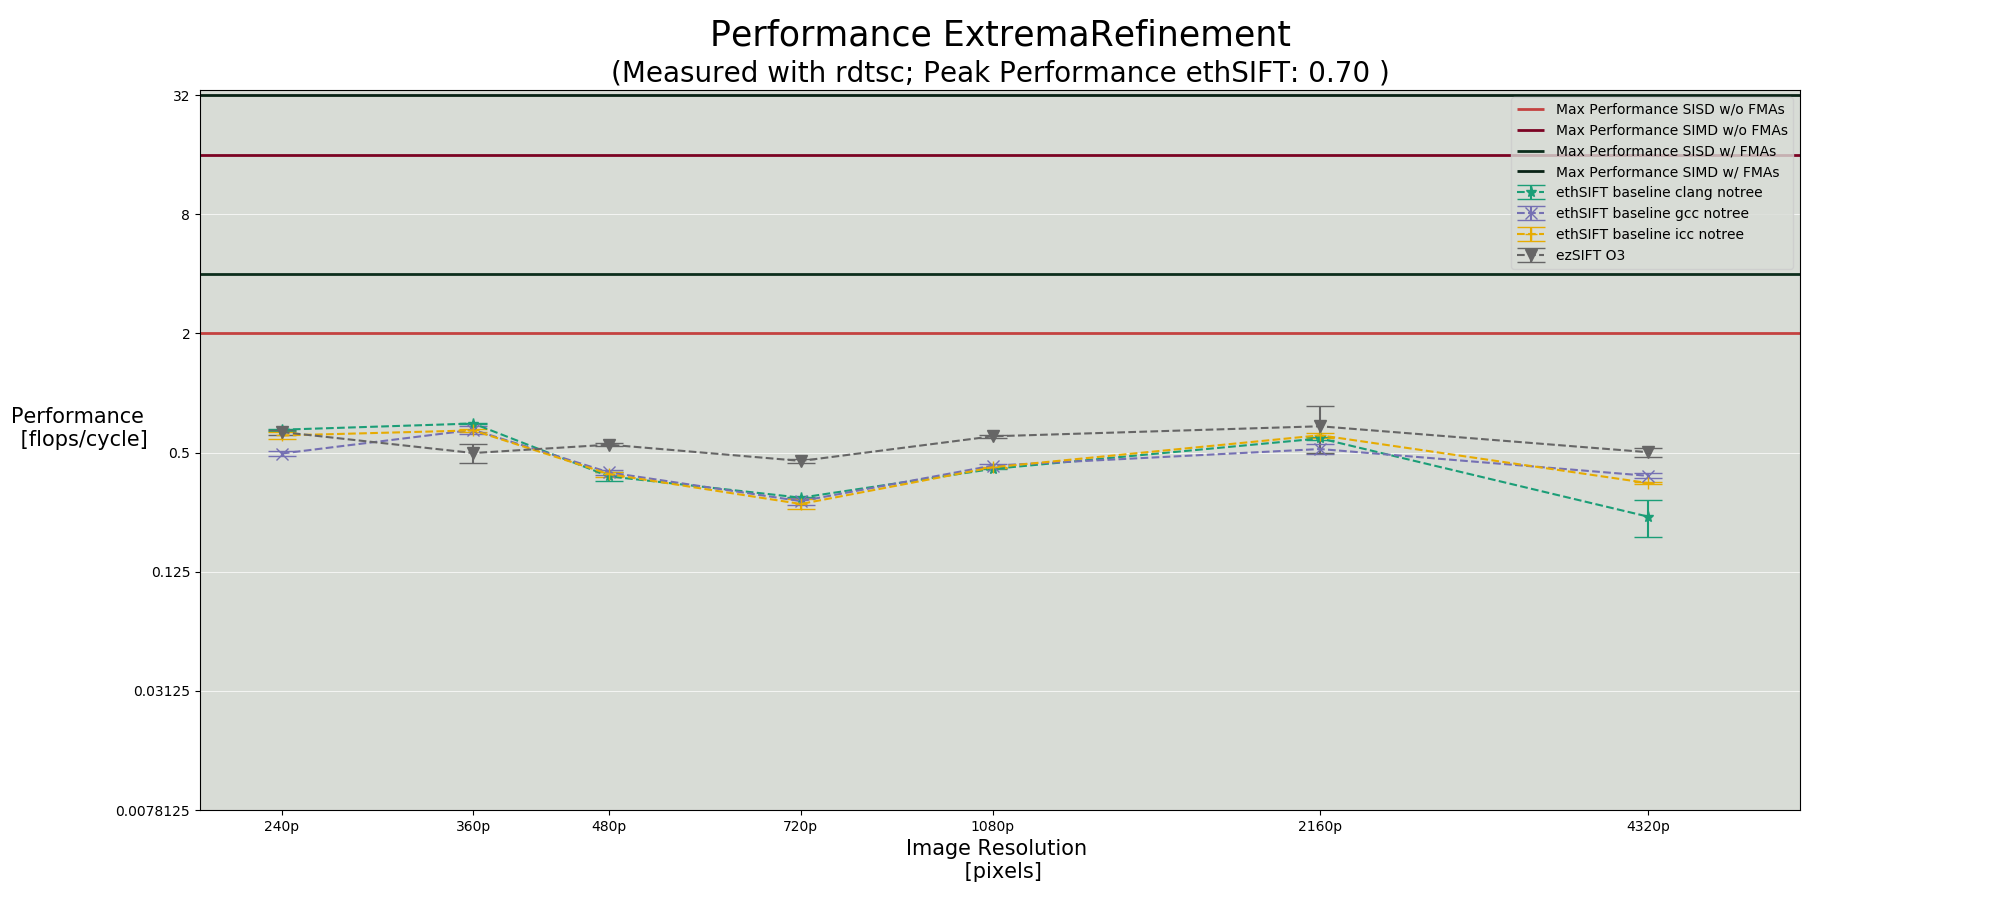 Performance ExtremaRefinement
(Measured with rdtsc; Peak Performance ethSIFT: 0.70 )
32
8
2
0.5
0.125
0.03125
0.0078125
Performance
[flops/cycle]
Max Performance SISD w/o FMAs
Max Performance SIMD w/o FMAs
Max Performance SISD w/ FMAs
Max Performance SIMD w/ FMAs
ethSIFT baseline clang notree
ethSIFT baseline gcc notree
ethSIFT baseline icc notree
ezSIFT O3
240p
360p
480p
720p
1080p
2160p
4320p
Image Resolution
[pixels]